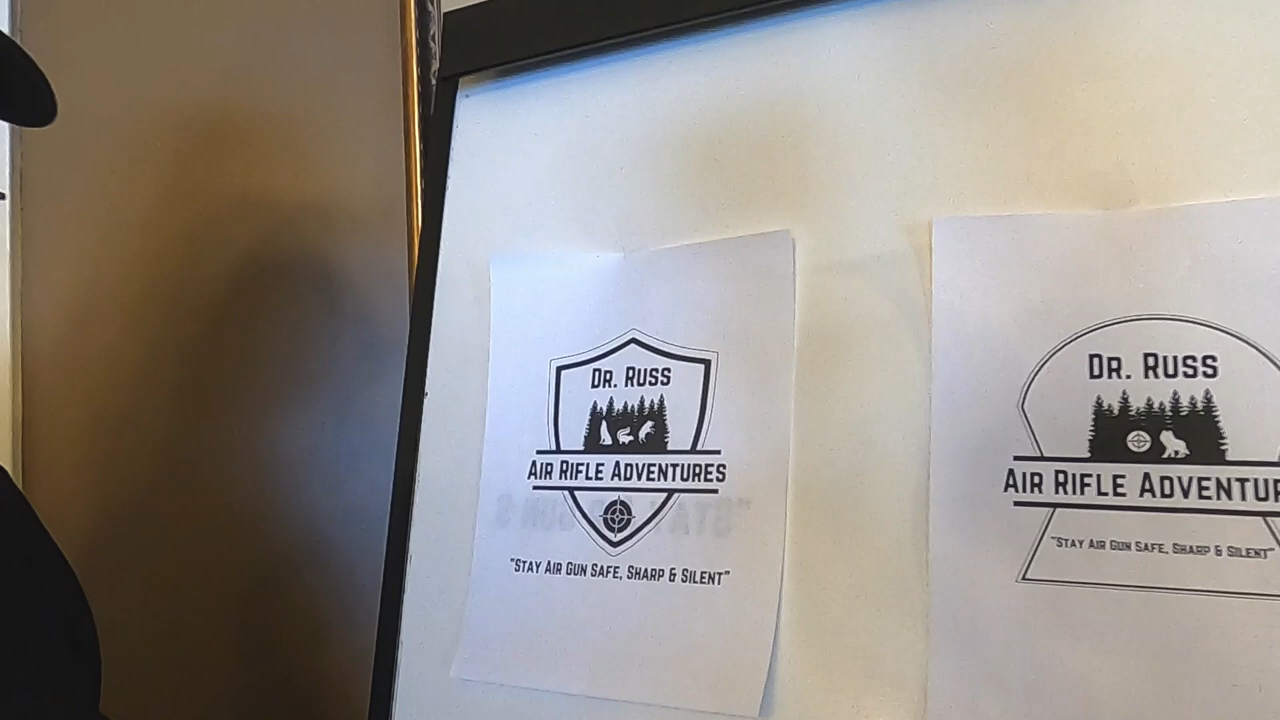 Dr. Russ
Air Rifle Adventures
"Stay Air Gun Safe, Sharp & Silent"
Dr. Russ
Air Rifle Adventur
"Stay Air Gun Safe, Sharp & Silent"